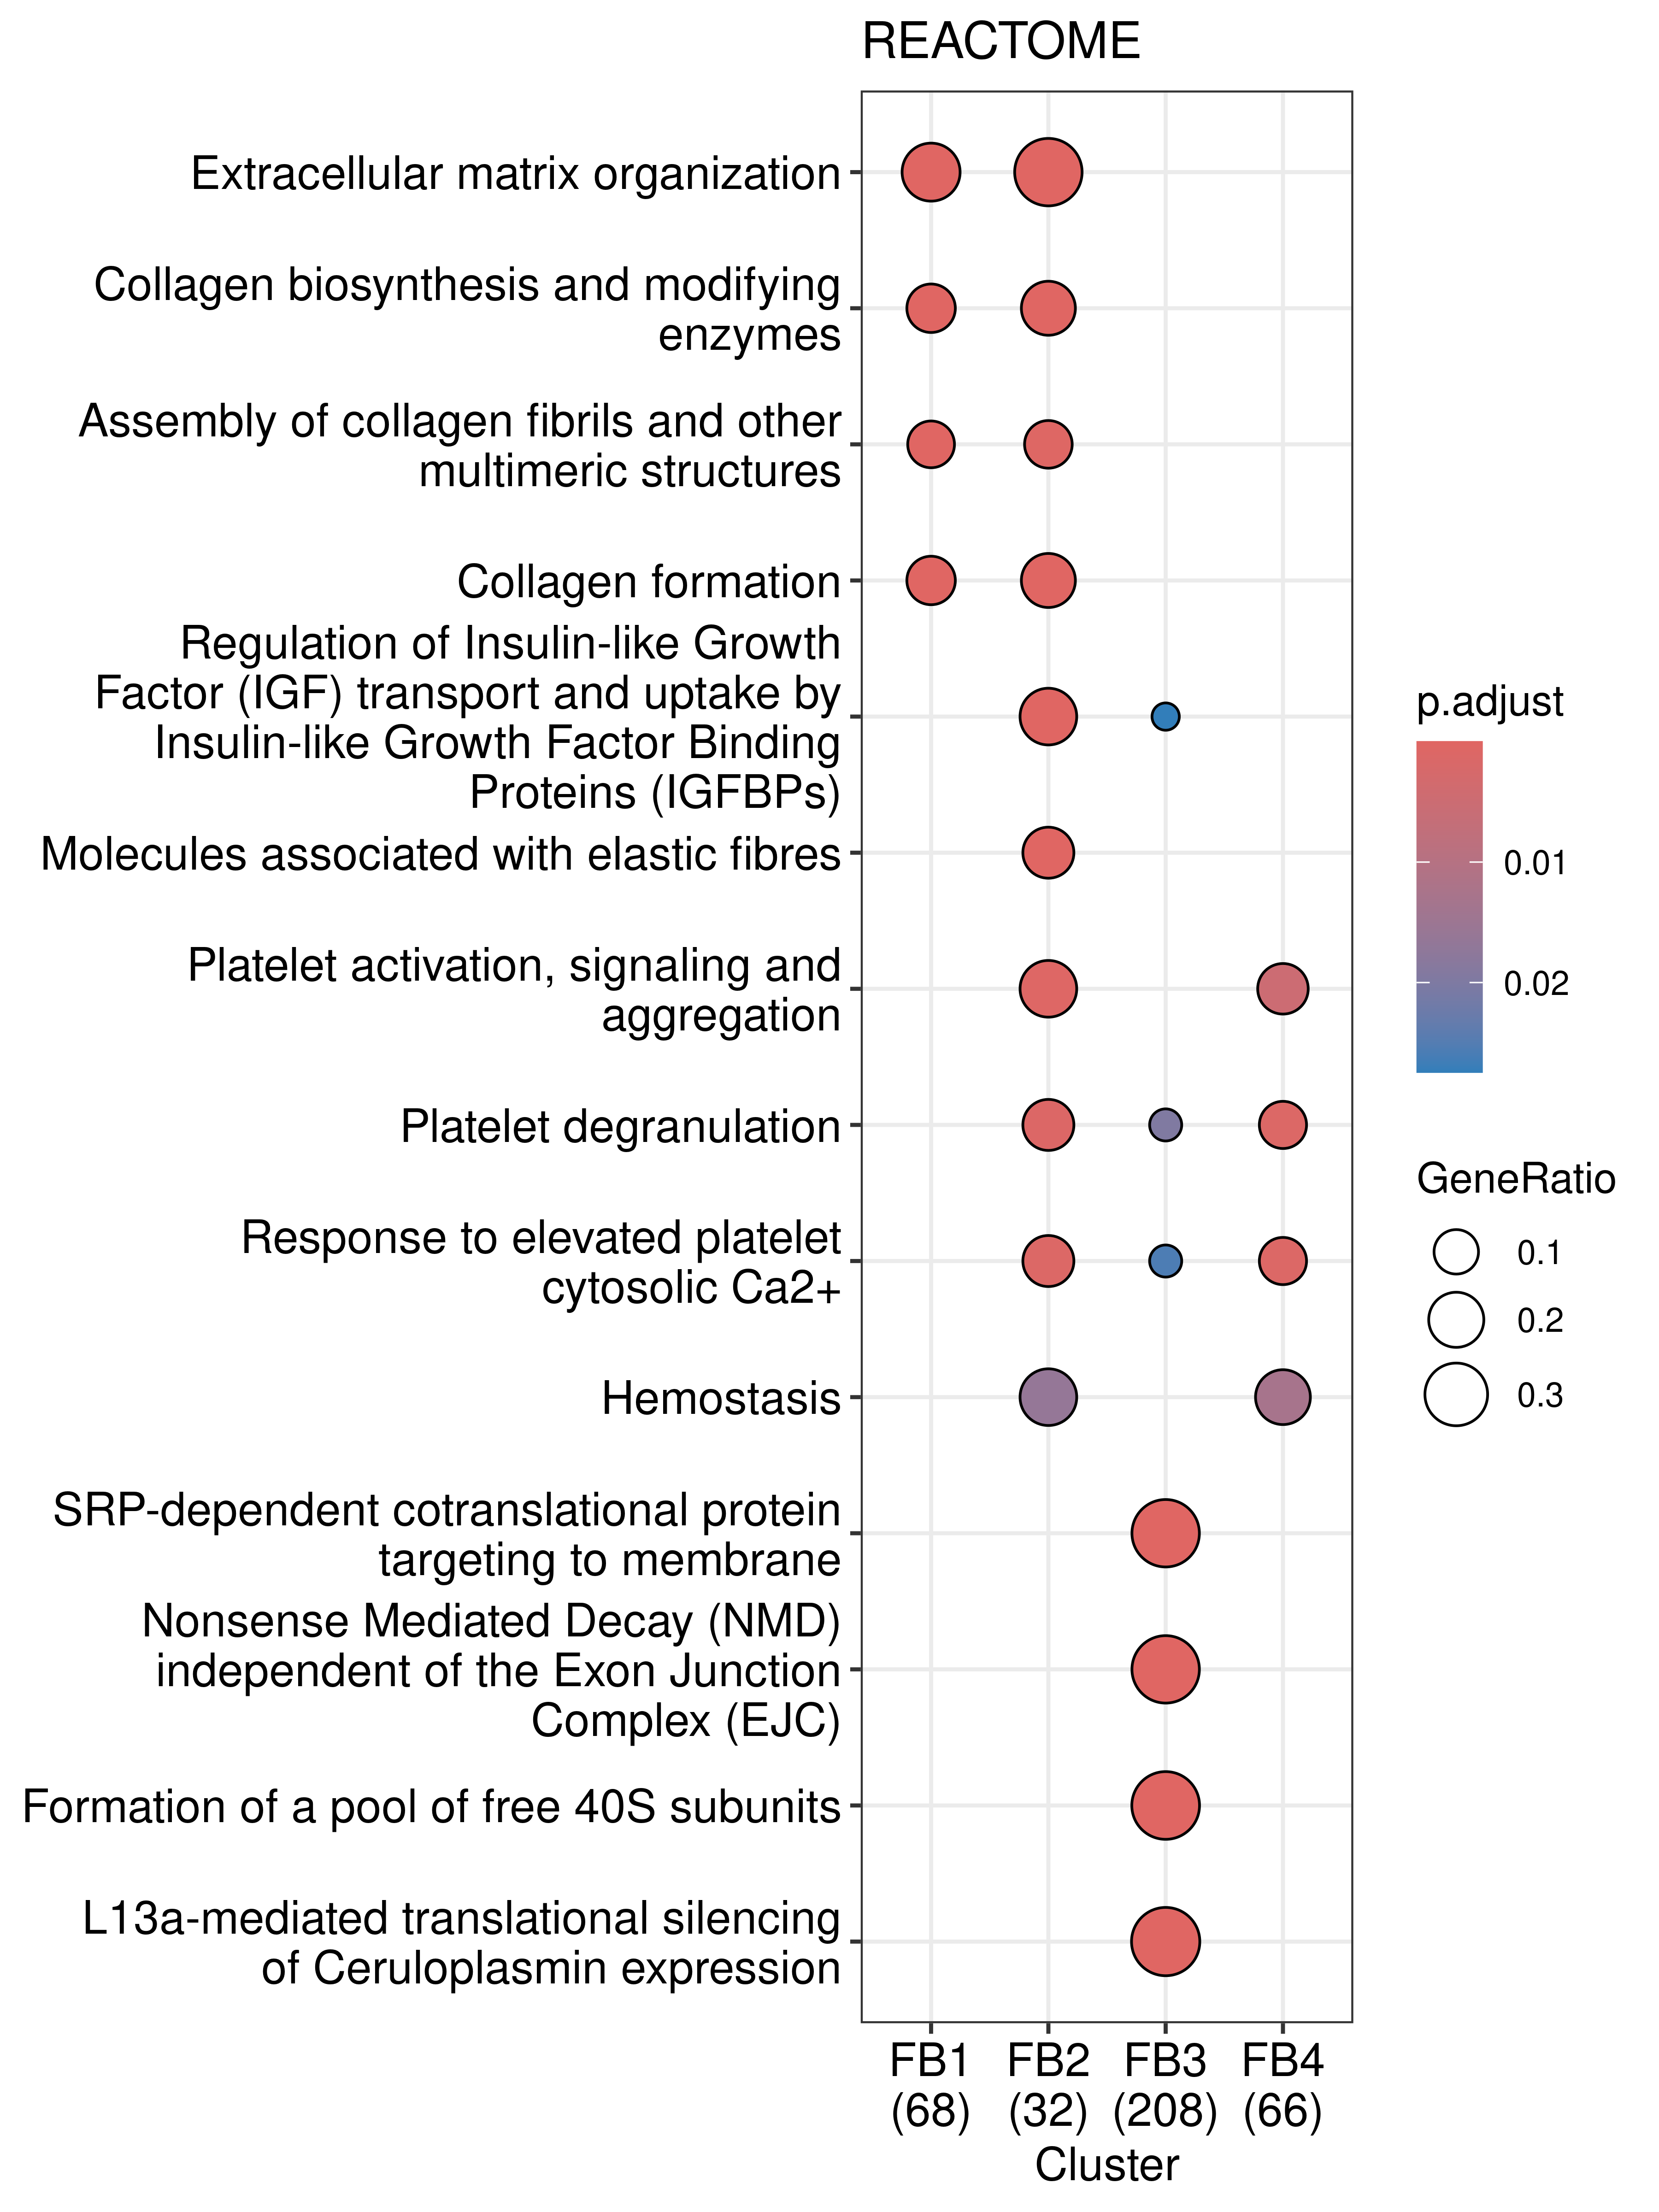 REACTOME
Extracellular matrix organization
Collagen biosynthesis and modifying
enzymes
Assembly of collagen fibrils and other
multimeric structures
Collagen formation
Regulation of Insulin-like Growth
Factor (IGF) transport and uptake by
Insulin-like Growth Factor Binding
Proteins (IGFBPs)
Molecules associated with elastic fibres
Platelet activation, signaling and
aggregation
Platelet degranulation
Response to elevated platelet
cytosolic Ca2+
Hemostasis
SRP-dependent cotranslational protein
targeting to membrane
Nonsense Mediated Decay (NMD)
independent of the Exon Junction
Complex (EJC)
Formation of a pool of free 40S subunits
L13a-mediated translational silencing
of Ceruloplasmin expression
FB1 FB2 FB3 FB4
(68) (32) (208) (66)
Cluster
p.adjust
0.01
0.02
GeneRatio
0.1
0.2
0.3